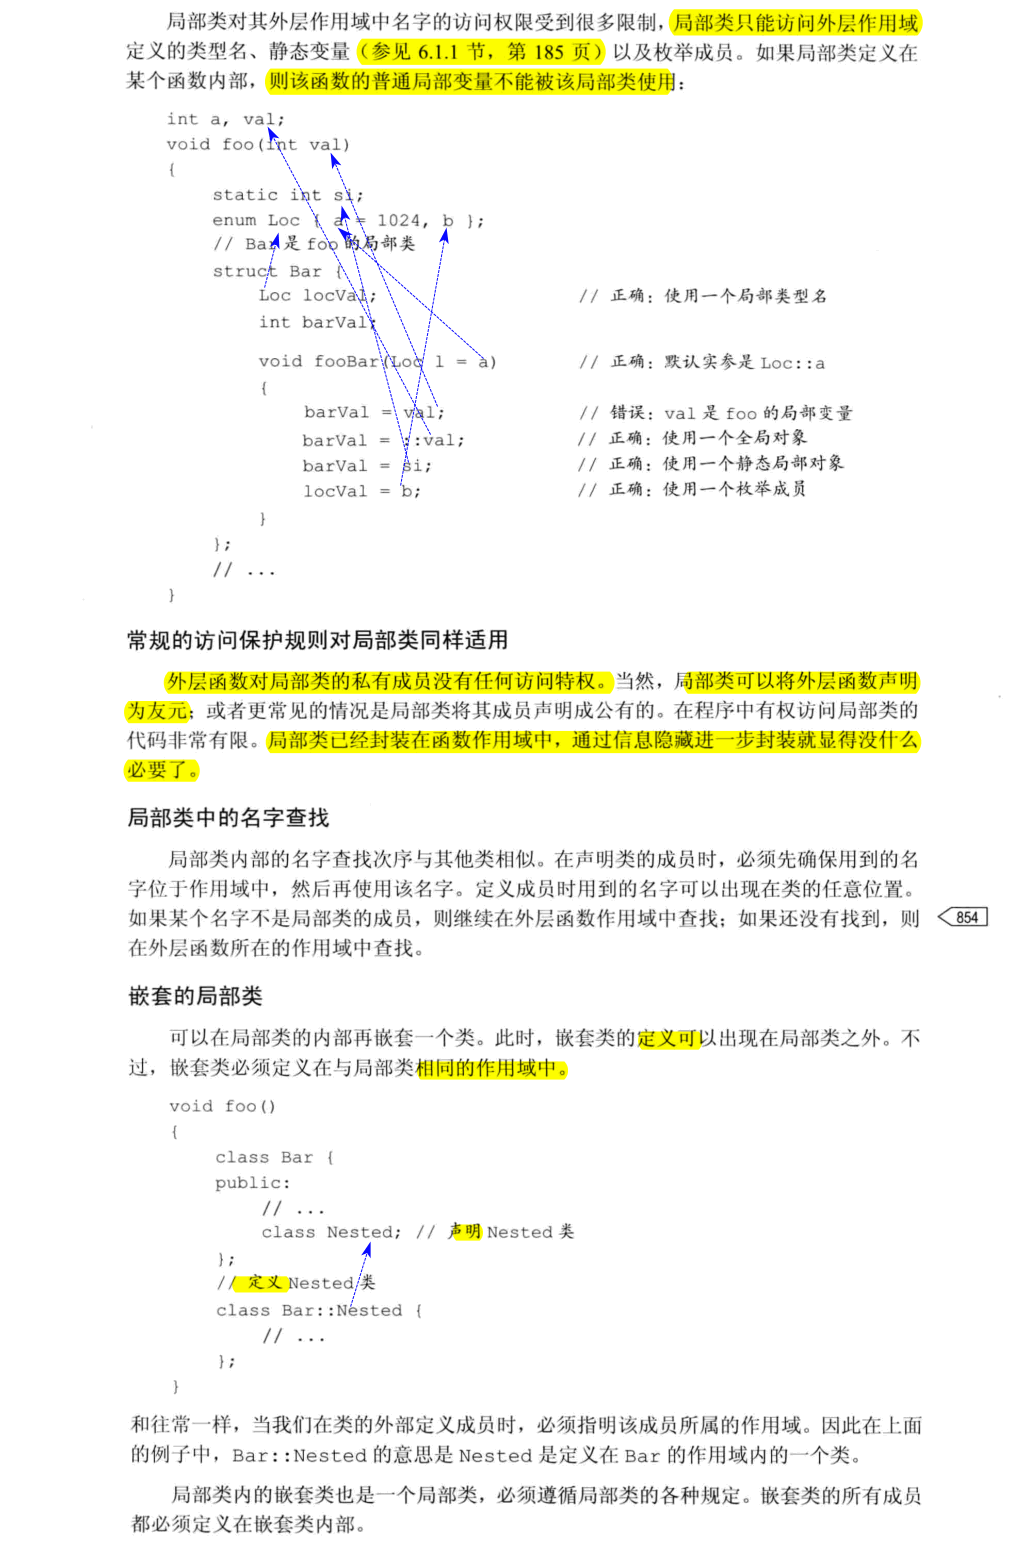 局部类对其外层作用域中名字的访问权限受到很多限制，局部类只能访问外层作用域
定义的类型名、静态变量（参见 6.1.1 节，第 185 页）以及枚举成员。如果局部类定义在
某个函数内部，则该函数的普通局部变量不能被该局部类使用：
int a, val;
void foo(int val)
{
static int si;
enum Loc { a = 1024, b };
// Bar 是 foo 的局部类
struct Bar {
Loc locVal; // 正确：使用一个局部类型名
int barVal;
void fooBar(Loc l = a) // 正确：默认实参是 Loc::a
{
barVal = val; // 错误：val 是 foo 的局部变量
barVal = ::val; // 正确：使用一个全局对象
barVal = si; // 正确：使用一个静态局部对象
locVal = b; // 正确：使用一个枚举成员
}
};
// ...
}
常规的访问保护规则对局部类同样适用
外层函数对局部类的私有成员没有任何访问特权。当然，局部类可以将外层函数声明
为友元；或者更常见的情况是局部类将其成员声明成公有的。在程序中有权访问局部类的
代码非常有限。局部类已经封装在函数作用域中，通过信息隐藏进一步封装就显得没什么
必要了。
局部类中的名字查找
局部类内部的名字查找次序与其他类相似。在声明类的成员时，必须先确保用到的名
字位于作用域中，然后再使用该名字。定义成员时用到的名字可以出现在类的任意位置。
如果某个名字不是局部类的成员，则继续在外层函数作用域中查找；如果还没有找到，则 854
在外层函数所在的作用域中查找。
嵌套的局部类
可以在局部类的内部再嵌套一个类。此时，嵌套类的定义可以出现在局部类之外。不
过，嵌套类必须定义在与局部类相同的作用域中。
void foo()
{
class Bar {
public:
// ...
class Nested; // 声明 Nested 类
};
// 定义 Nested 类
class Bar::Nested {
// ...
};
}
和往常一样，当我们在类的外部定义成员时，必须指明该成员所属的作用域。因此在上面
的例子中，Bar::Nested 的意思是 Nested 是定义在 Bar 的作用域内的一个类。
局部类内的嵌套类也是一个局部类，必须遵循局部类的各种规定。嵌套类的所有成员
都必须定义在嵌套类内部。